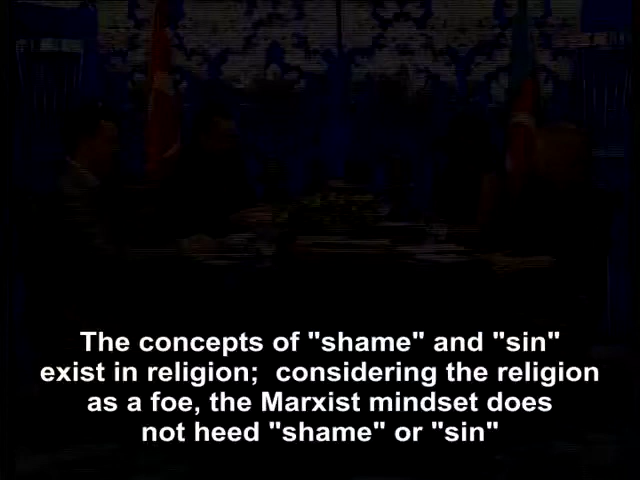 The concepts of "shame" and "sin"
exist in religion;  considering the religion
as a foe, the Marxist mindset does
not heed "shame" or "sin"